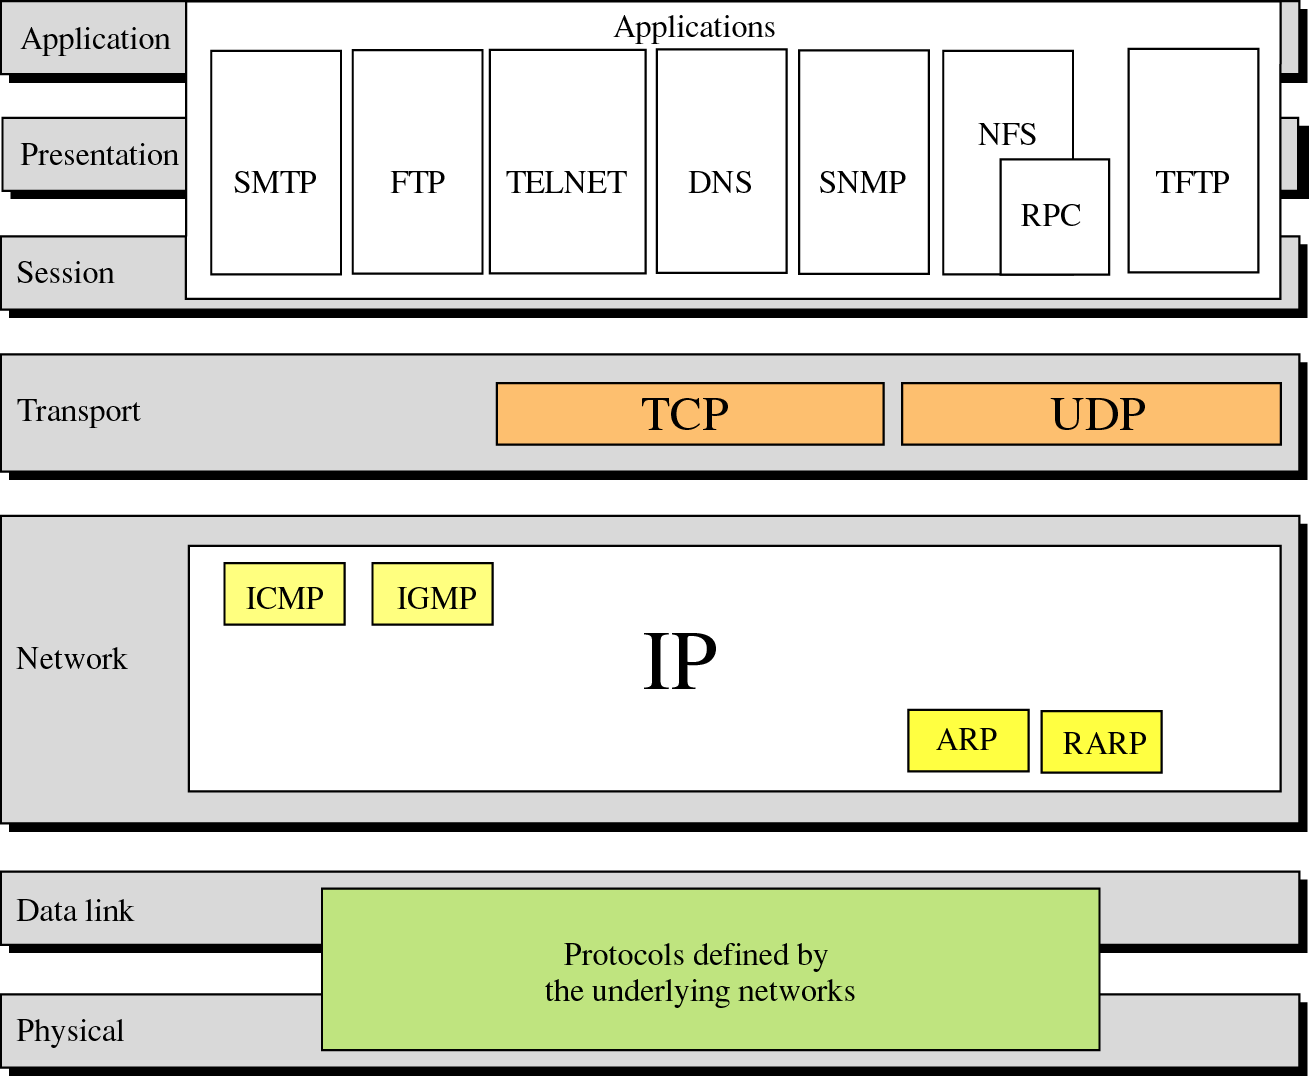 Applications
Application
NFS
Presentation
SMTP
FTP
TELNET
DNS
SNMP
TFTP
RPC
Session
Transport
TCP
UDP
ICMP
IGMP
Network
IP
ARP
RARP
Data link
Protocols defined by
the underlying networks
Physical